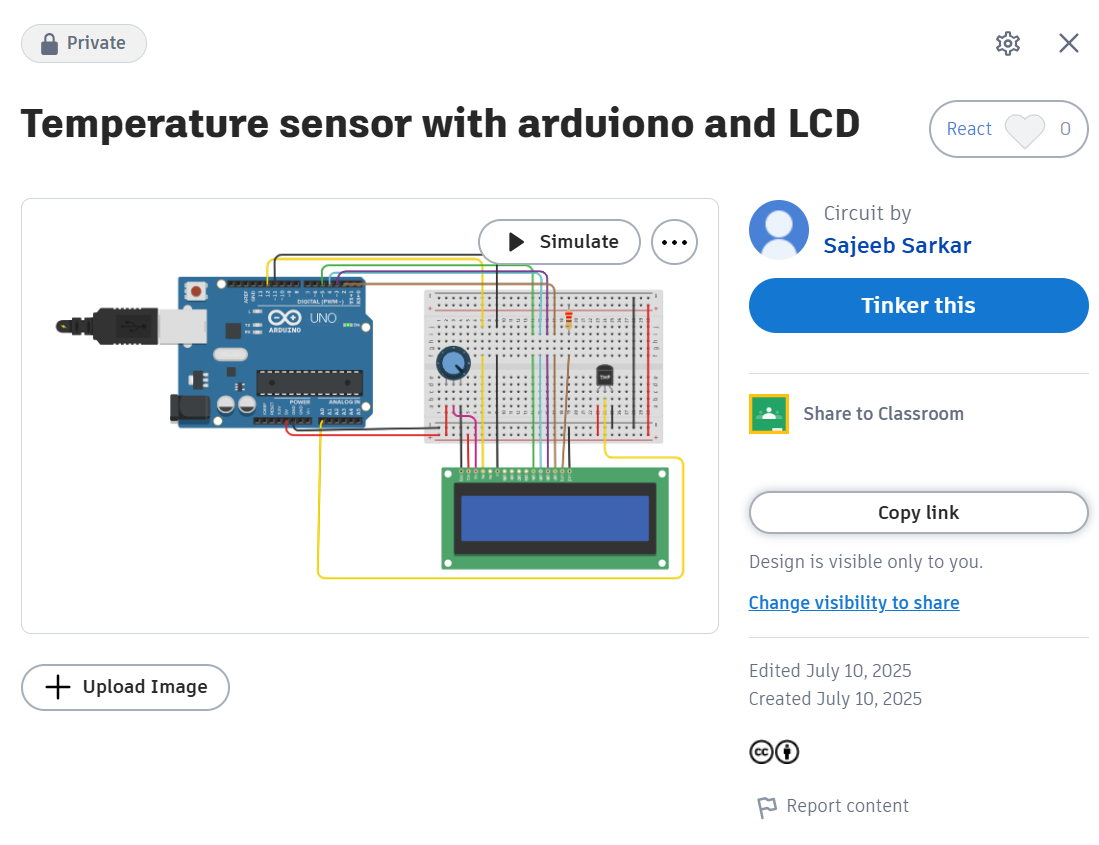 Private
Temperature sensor with arduiono and LCD
React 0
Simulate
DIGITAL (PWM~)
UNO
ARDUINO
POWER ANALOG IN
TMP
Circuit by
Sajeeb Sarkar
Tinker this
Share to Classroom
Copy link
Design is visible only to you.
Change visibility to share
Upload Image
Edited July 10, 2025
Created July 10, 2025
cc
Report content